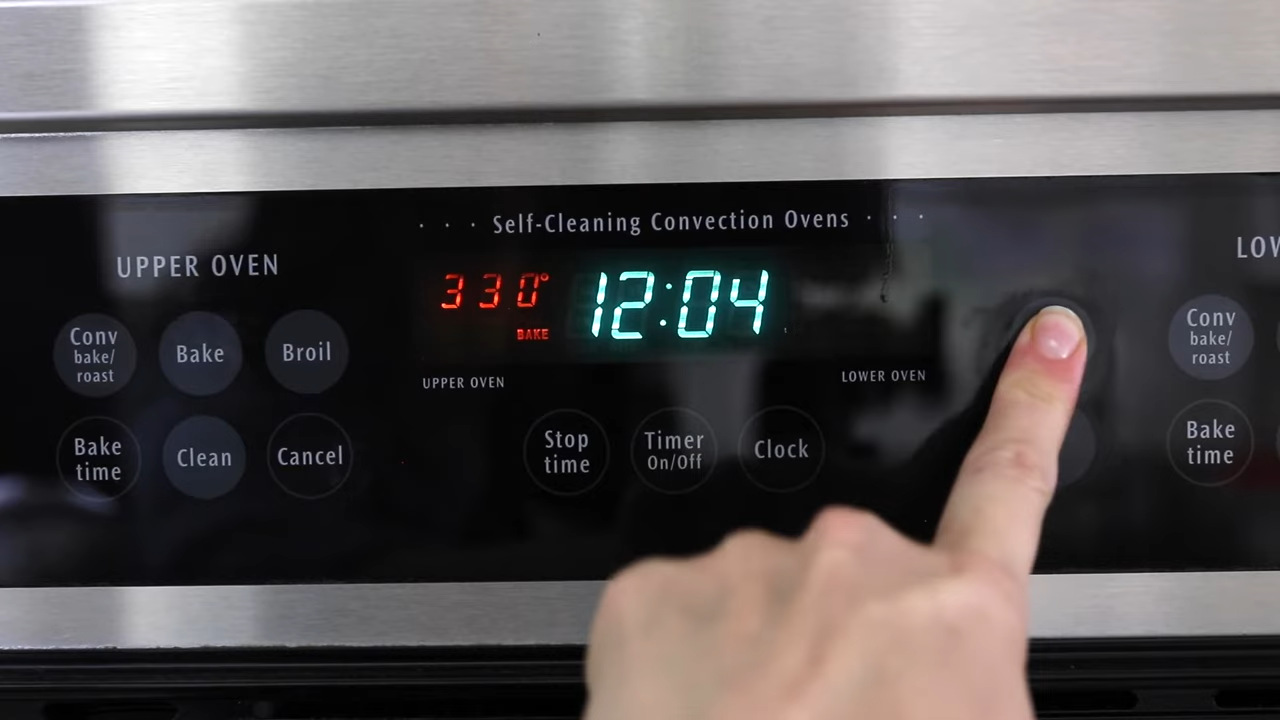 · · · Self-Cleaning Convection Ovens · · ·
UPPER OVEN
330°
BAKE
12:04
UPPER OVEN
LOWER OVEN
Conv
bake/
roast
Bake
Broil
Bake
time
Clean
Cancel
Stop
time
Timer
On/Off
Clock
Conv
bake/
roast
Bake
time